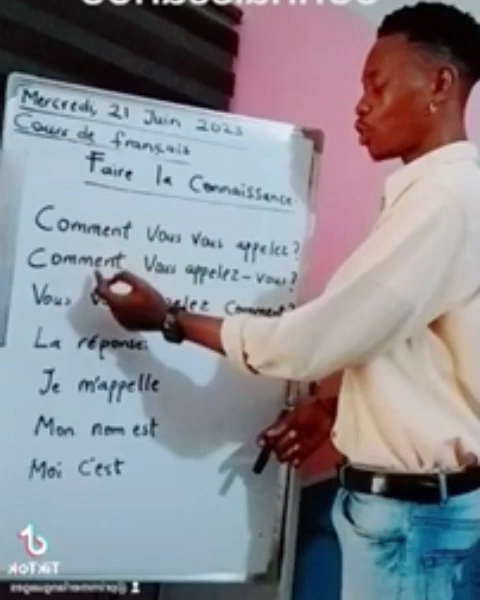 Mercredi, 21 Juin 2023
Cours de français
Faire la Connaissance
Comment Vous Vous appelez?
Comment Vous appelez-vous?
Vous Comment?
La réponse:
Je m'appelle
Mon nom est
Moi C'est
TikTok